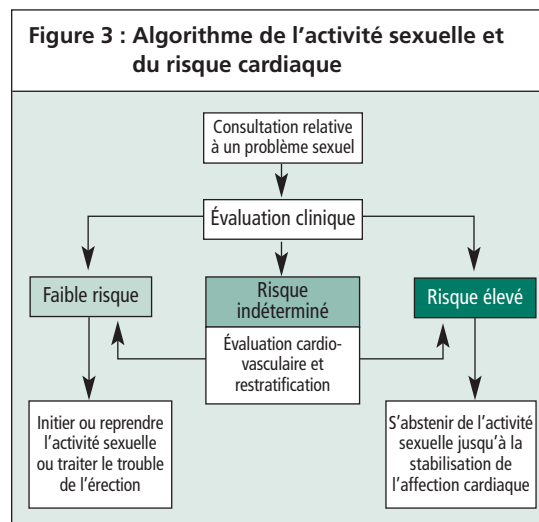 Figure 3 : Algorithme de l'activité sexuelle et
du risque cardiaque
Consultation relative
à un problème sexuel
Évaluation clinique
Faible risque
Risque
indéterminé
Risque élevé
Évaluation cardio-
vasculaire et
restratification
Initier ou reprendre
l'activité sexuelle
ou traiter le trouble
de l'érection
S'abstenir de l'activité
sexuelle jusqu'à la
stabilisation de
l'affection cardiaque